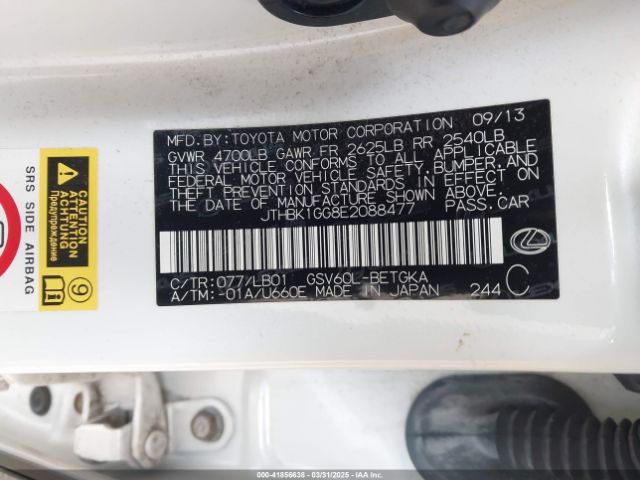 MFD.BY:TOYOTA MOTOR CORPORATION 09/13
GVWR 4700LB GAWR FR 2625LB RR 2540LB
THIS VEHICLE CONFORMS TO ALL APPLICABLE
FEDERAL MOTOR VEHICLE SAFETY,BUMPER,AND
THEFT PREVENTION STANDARDS IN EFFECT ON
THE DATE OF MANUFACTURE SHOWN ABOVE.
JTHBK1GG8E2088477 PASS.CAR
C/TR:077/LB01 GSV60L-BETGKA
A/TM:-01A/U660E MADE IN JAPAN 244 C
SRS SIDE AIRBAG
CAUTION
ATTENTION
ACHTUNG
Предупреждение
9
000-41856638 - 03/31/2025 - IAA, Inc.